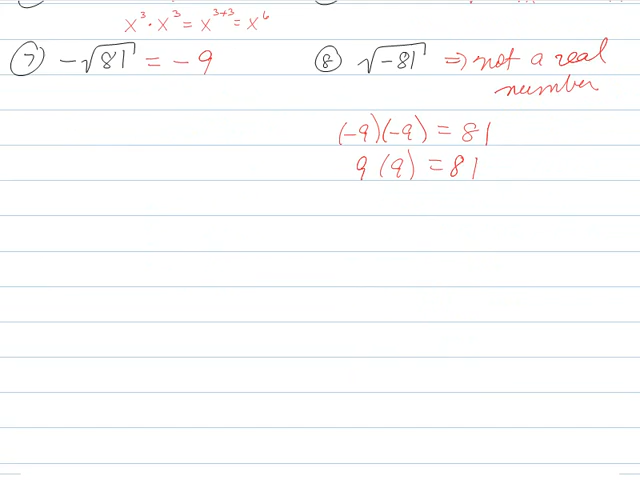 x³ · x³ = x³⁺³ = x⁶
⑦ -√81 = -9
⑧ √-81 ⇒ not a real
number
(-9)(-9) = 81
9(9) = 81